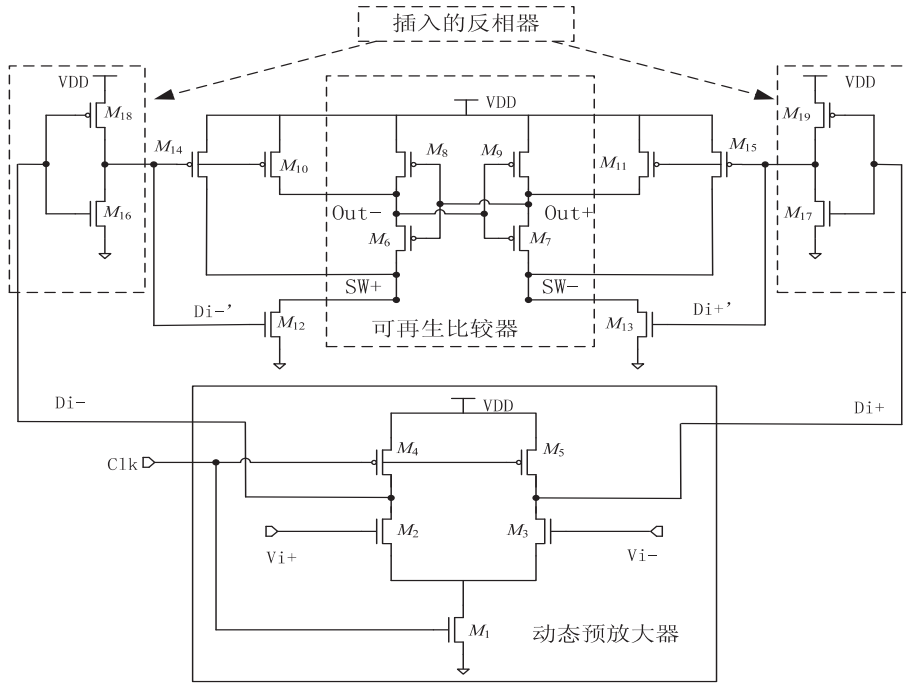 插入的反相器
VDD
VDD
VDD
M18
M19
M14
M10
M8
M9
M11
M15
M16
M17
Out-
Out+
M6
M7
SW+
SW-
Di-’
M12
M13
Di+’
可再生比较器
Di-
Di+
VDD
M4
M5
Clk
M2
M3
Vi+
Vi-
M1
动态预放大器